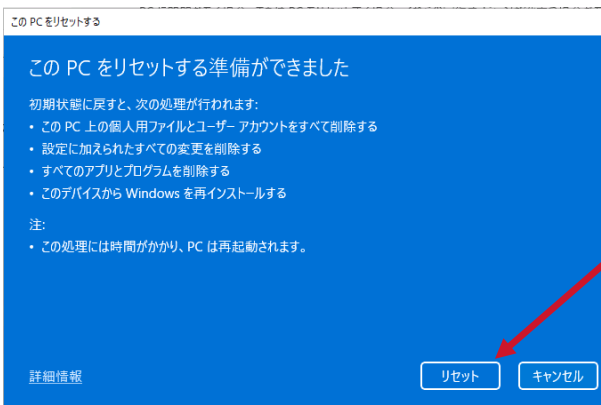 この PC をリセットする
この PC をリセットする準備ができました
初期状態に戻すと、次の処理が行われます:
• この PC 上の個人用ファイルとユーザー アカウントをすべて削除する
• 設定に加えられたすべての変更を削除する
• すべてのアプリとプログラムを削除する
• このデバイスから Windows を再インストールする
注:
• この処理には時間がかかり、PC は再起動されます。
詳細情報
リセット
キャンセル